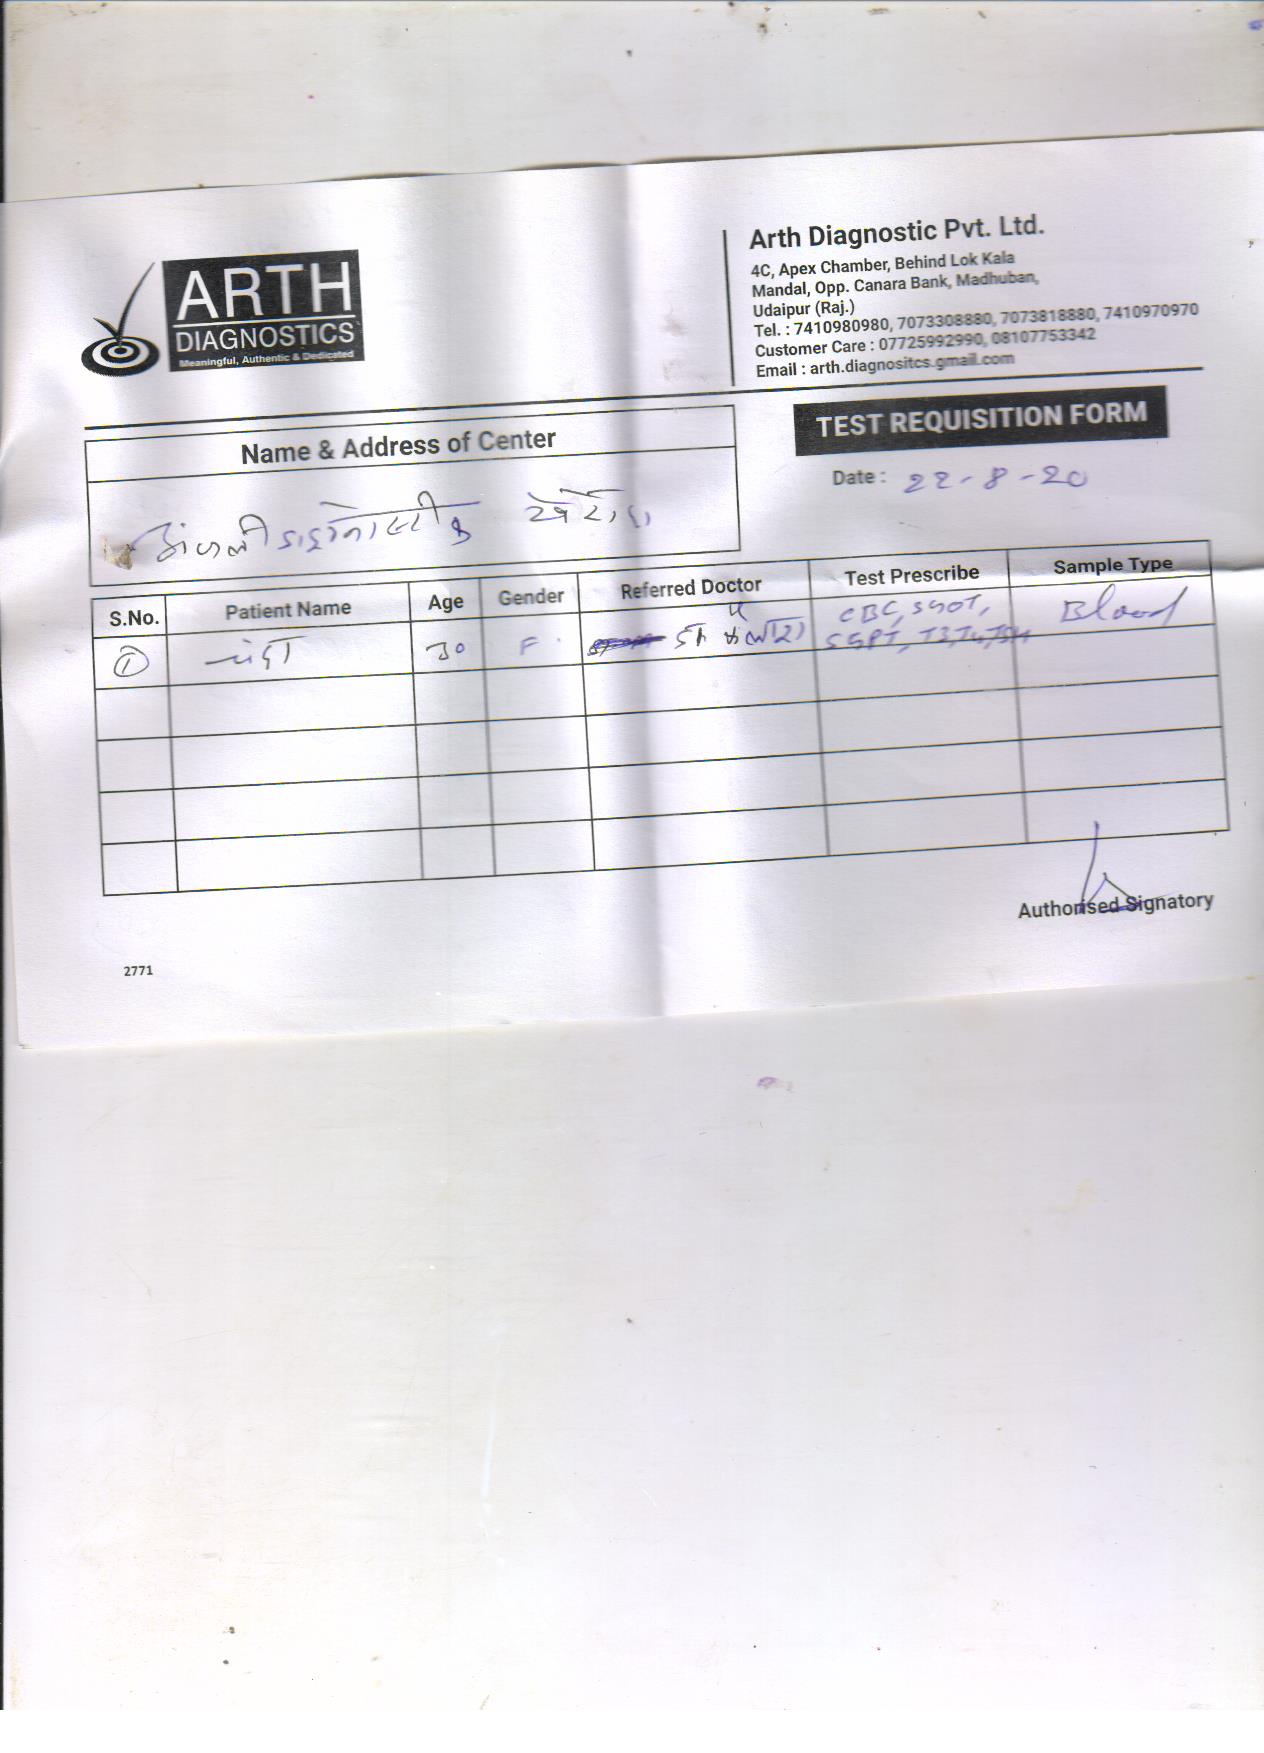 ARTH
DIAGNOSTICS
Meaningful, Authentic & Dedicated
Arth Diagnostic Pvt. Ltd.
4C, Apex Chamber, Behind Lok Kala
Mandal, Opp. Canara Bank, Madhuban,
Udaipur (Raj.)
Tel. : 7410980980, 7073308880, 7073818880, 7410970970
Customer Care : 07725992990, 08107753342
Email : arth.diagnositcs.gmail.com
Name & Address of Center
TEST REQUISITION FORM
Date : 22-8-20
S.No. Patient Name Age Gender Referred Doctor Test Prescribe Sample Type
1 30 F CBC, SGOT, Blood
SGPT, T3, T4, TSH
Authorised Signatory
2771